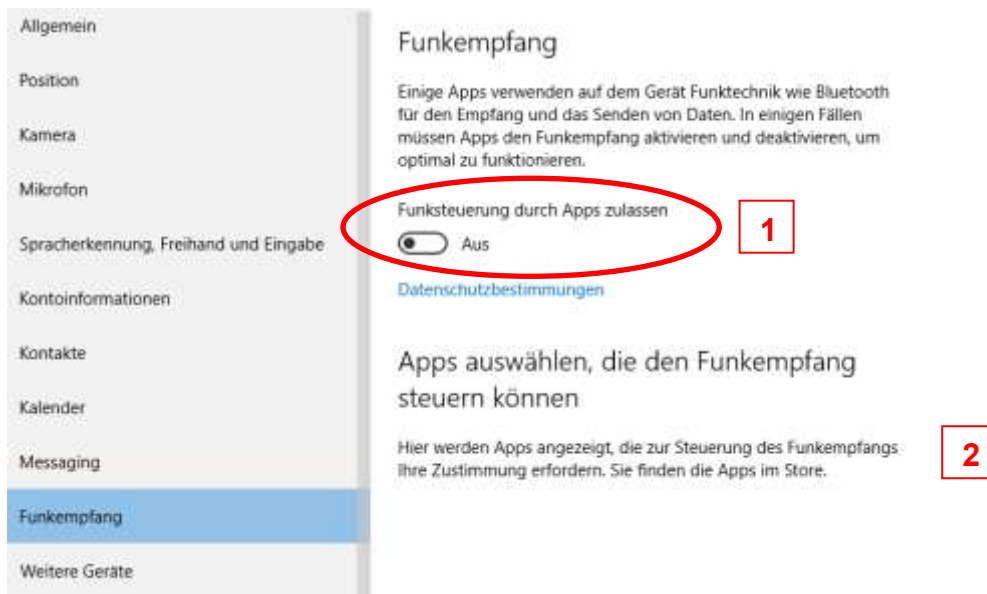 Allgemein
Position
Kamera
Mikrofon
Spracherkennung, Freihand und Eingabe
Kontoinformationen
Kontakte
Kalender
Messaging
Funkempfang
Weitere Geräte
Funkempfang
Einige Apps verwenden auf dem Gerät Funktechnik wie Bluetooth
für den Empfang und das Senden von Daten. In einigen Fällen
müssen Apps den Funkempfang aktivieren und deaktivieren, um
optimal zu funktionieren.
Funksteuerung durch Apps zulassen
Aus
1
Datenschutzbestimmungen
Apps auswählen, die den Funkempfang
steuern können
Hier werden Apps angezeigt, die zur Steuerung des Funkempfangs
Ihre Zustimmung erfordern. Sie finden die Apps im Store.
2